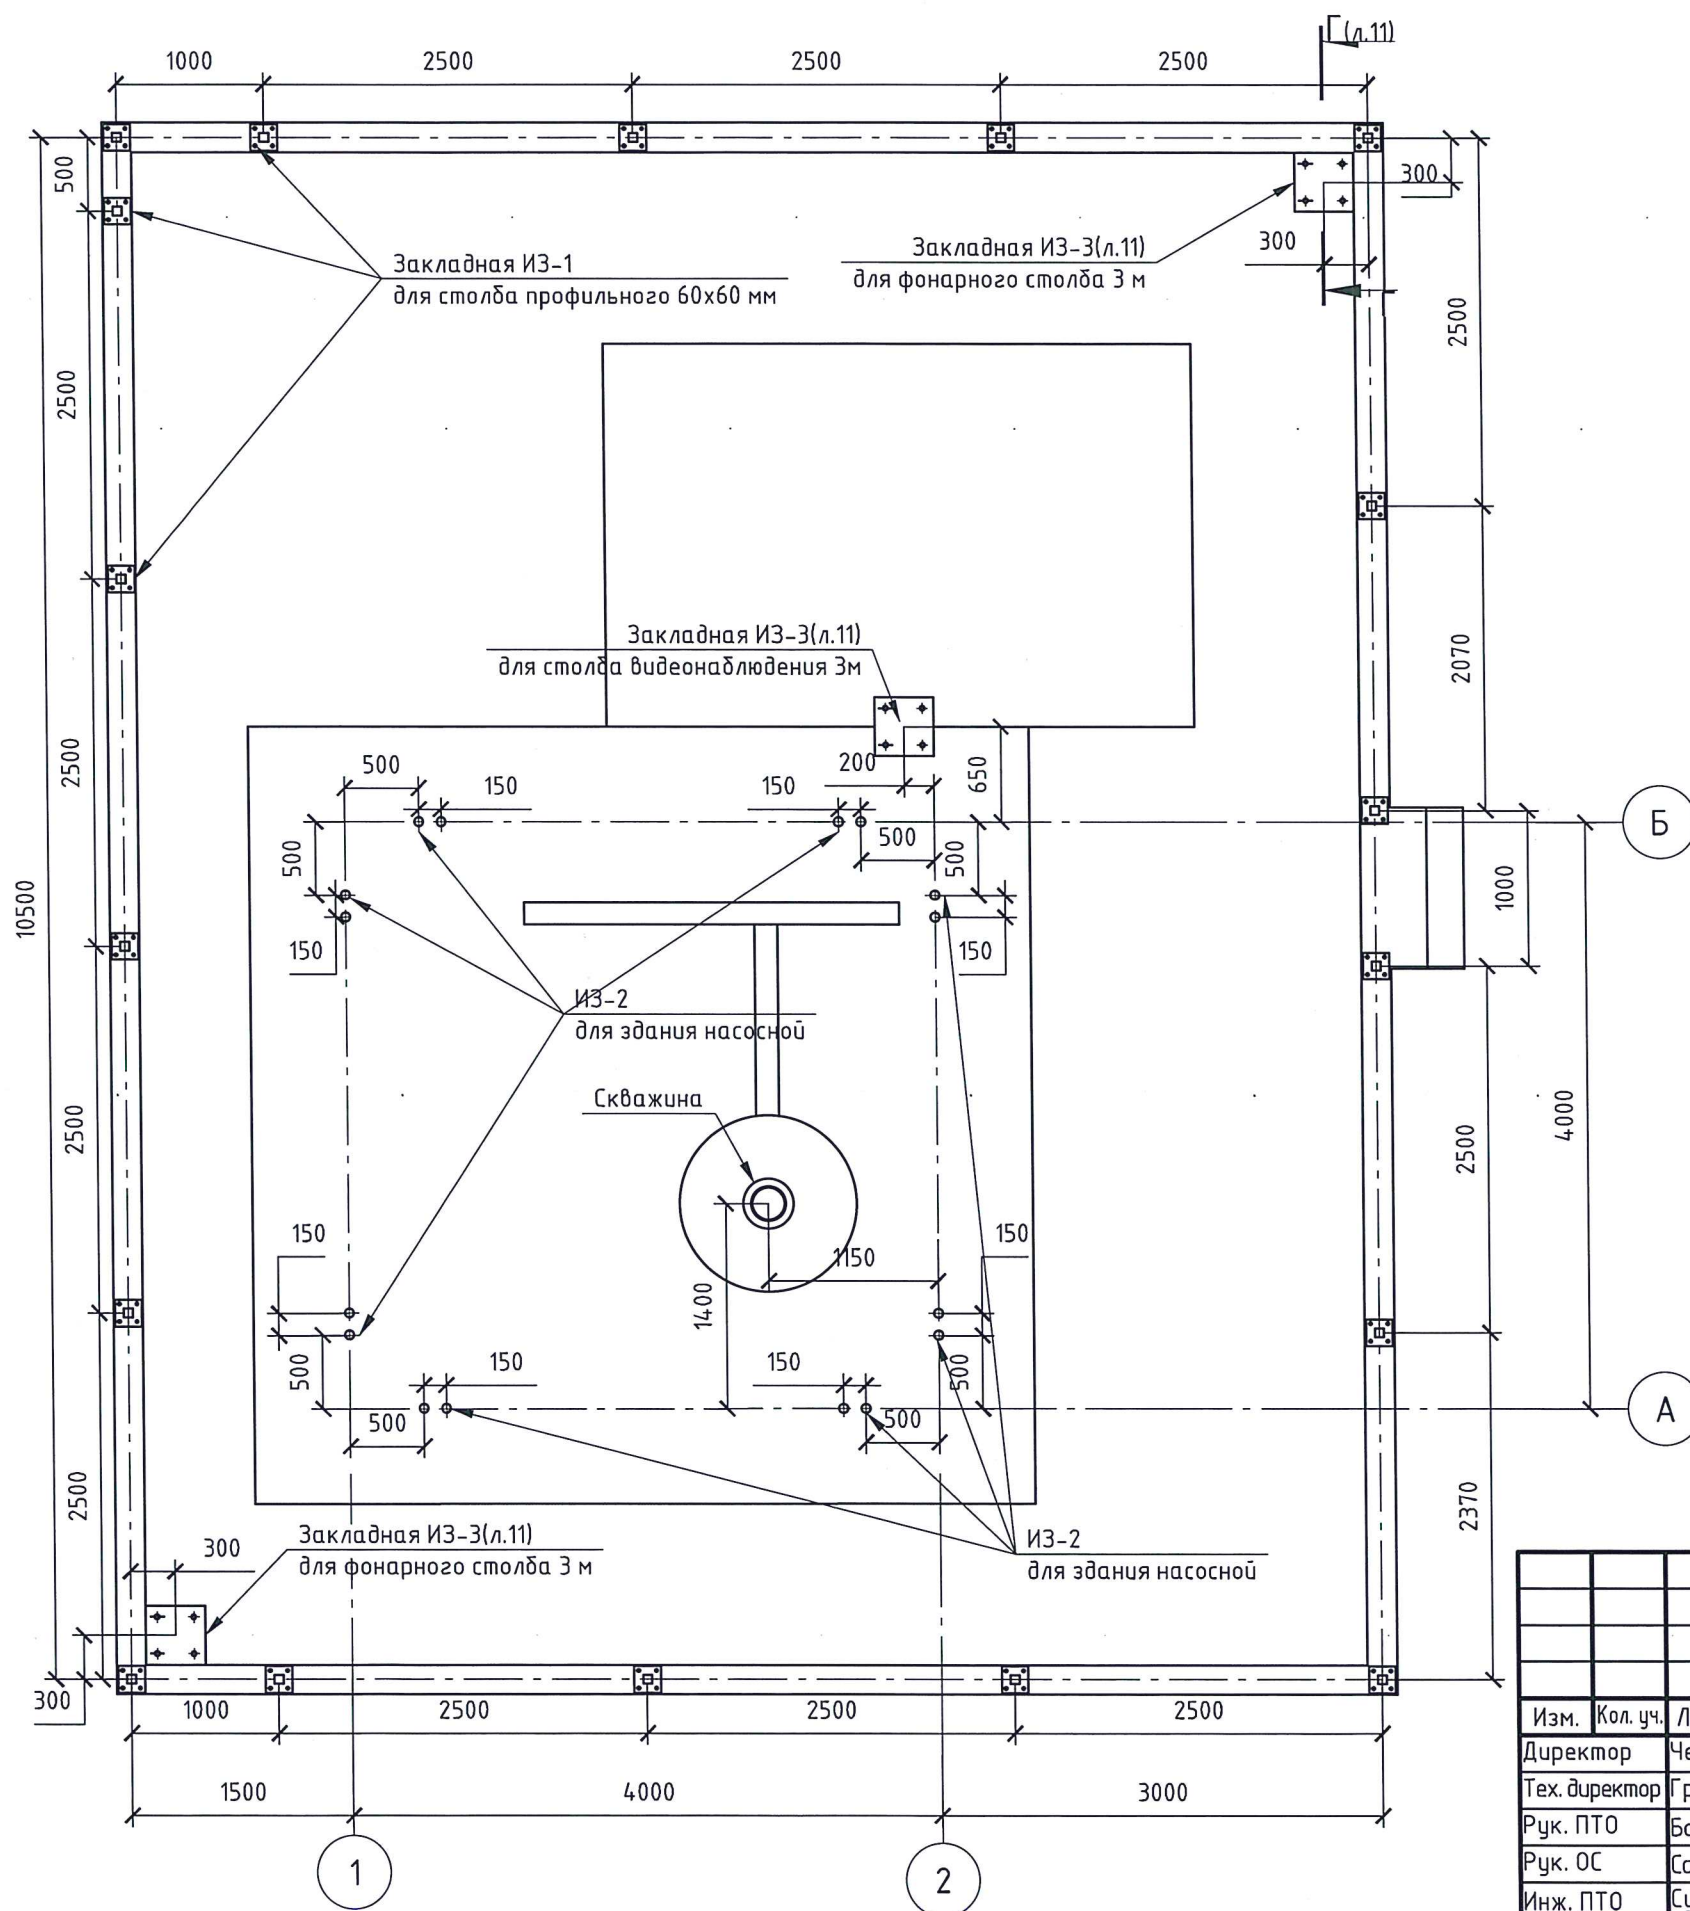 Г(л.11)
1000
2500
2500
2500
500
300
Закладная ИЗ-1
для столба профильного 60х60 мм
Закладная ИЗ-3(л.11)
для фонарного столба 3 м
300
2500
2500
Закладная ИЗ-3(л.11)
для столба видеонаблюдения 3м
2070
2500
500
150
150
200
650
Б
500
500
500
10500
1000
150
150
ИЗ-2
для здания насосной
Скважина
2500
4000
2500
150
150
1150
1400
500
150
150
500
500
500
А
2500
2370
300
Закладная ИЗ-3(л.11)
для фонарного столба 3 м
ИЗ-2
для здания насосной
300
1000
2500
2500
2500
1500
4000
3000
1
2
Изм.
Кол. уч.
Директор
Тех. директор
Рук. ПТО
Рук. ОС
Инж. ПТО